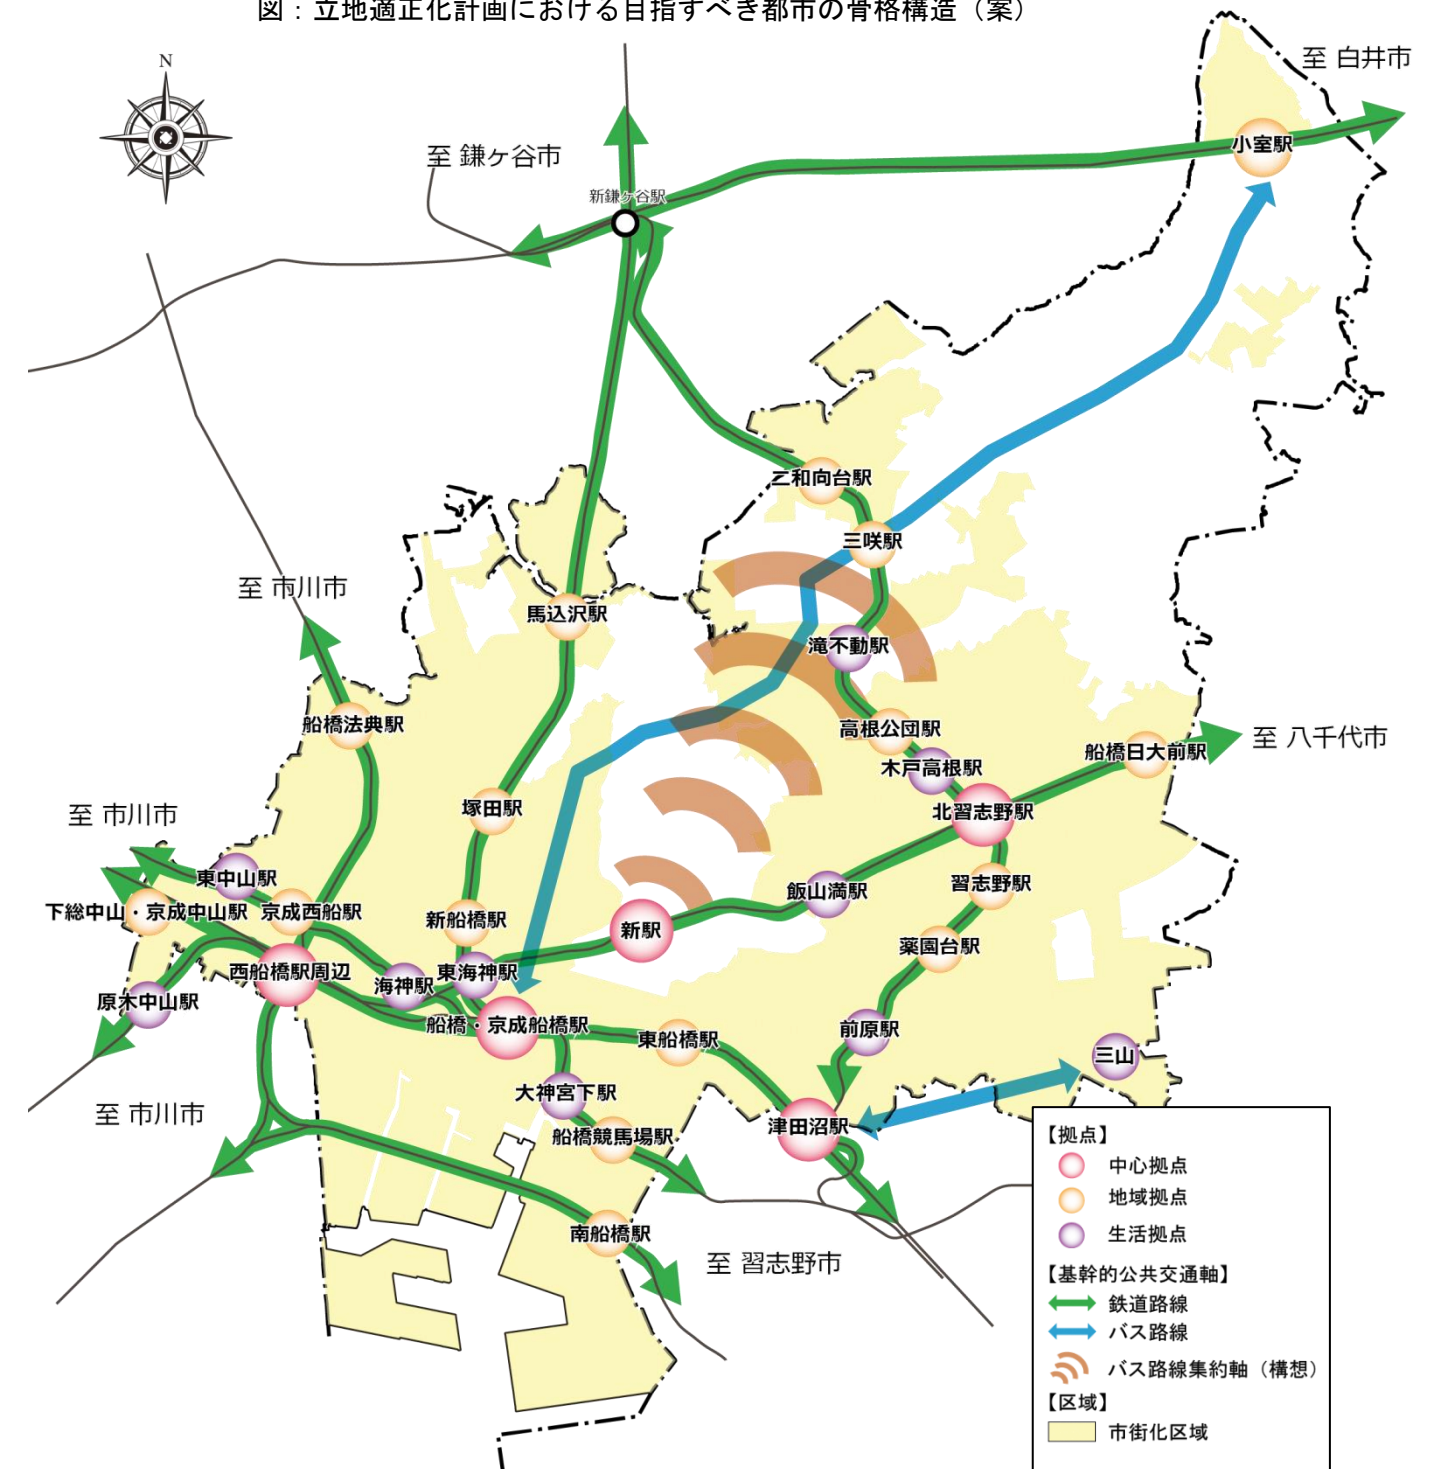 図：立地適正化計画における目指すべき都市の骨格構造（案）
N
至 白井市
小室駅
至 鎌ヶ谷市
新鎌ヶ谷駅
二和向台駅
三咲駅
至 市川市
馬込沢駅
滝不動駅
船橋法典駅
高根公団駅
至 八千代市
船橋日大前駅
木戸高根駅
塚田駅
北習志野駅
至 市川市
東中山駅
習志野駅
飯山満駅
下総中山・京成中山駅
京成西船駅
新船橋駅
新駅
薬園台駅
西船橋駅周辺
東海神駅
海神駅
原木中山駅
船橋・京成船橋駅
東船橋駅
前原駅
三山
大神宮下駅
至 市川市
津田沼駅
船橋競馬場駅
南船橋駅
至 習志野市
【拠点】
中心拠点
地域拠点
生活拠点
【基幹的公共交通軸】
鉄道路線
バス路線
バス路線集約軸（構想）
【区域】
市街化区域